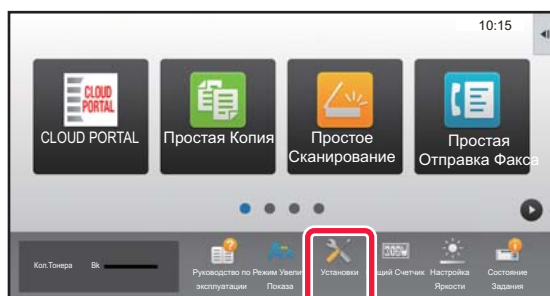 10:15
CLOUD
PORTAL
CLOUD PORTAL
Простая Копия
Простое
Сканирование
Простая
Отправка Факса
Кол.Тонера Bk
Руководство по
эксплуатации
Режим Увели
Показа
Установки
щий Счетчик
Настройка
Яркости
Состояние
Задания